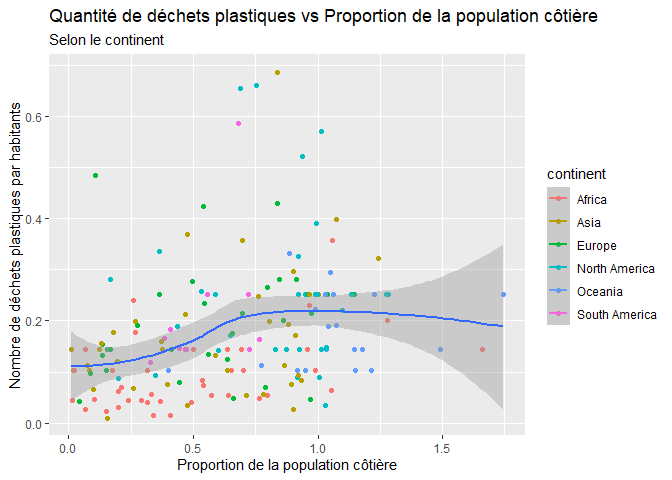 Quantité de déchets plastiques vs Proportion de la population côtière
Selon le continent
Nombre de déchets plastiques par habitants
0.6
0.4
0.2
0.0
0.0 0.5 1.0 1.5
Proportion de la population côtière
continent
Africa
Asia
Europe
North America
Oceania
South America